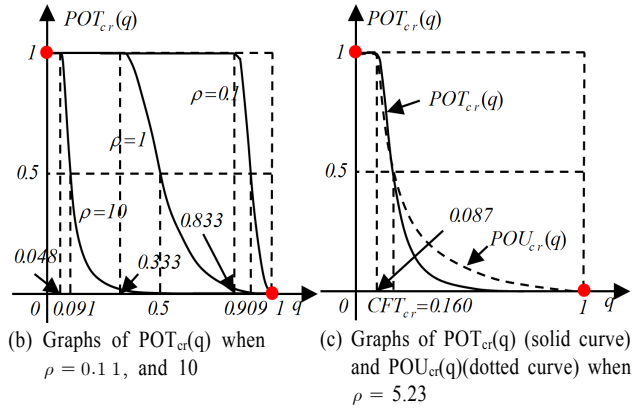 POTcr(q)
1
ρ=0.1
ρ=1
0.5
ρ=10
0.833
0.048
0.333
0 0.091 0.5 0.909 1 q
(b) Graphs of POTcr(q) when
ρ = 0.1 1, and 10
POTcr(q)
1
POTcr(q)
0.5
0.087
POUcr(q)
0 CFTcr=0.160 1 q
(c) Graphs of POTcr(q) (solid curve)
and POUcr(q)(dotted curve) when
ρ = 5.23